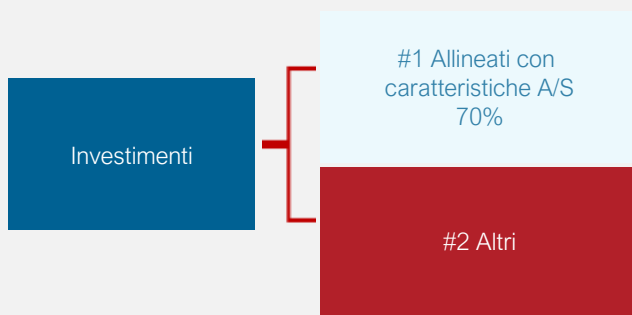 Investimenti
#1 Allineati con
caratteristiche A/S
70%
#2 Altri